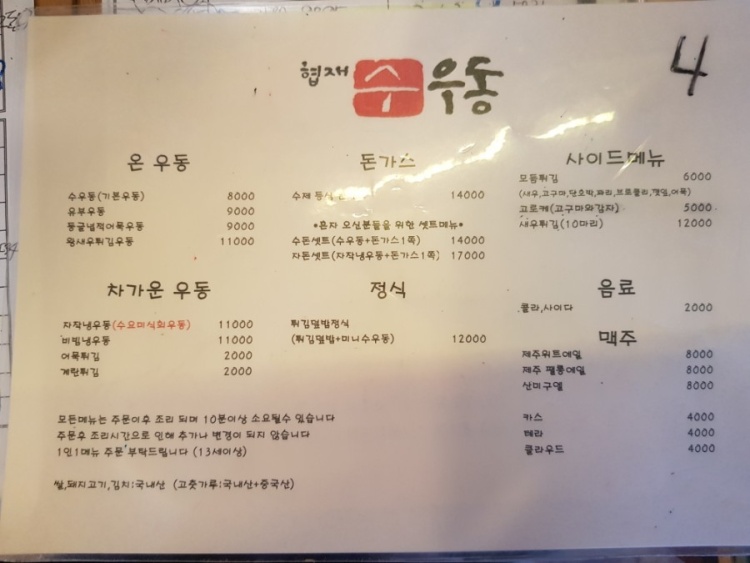 협재 수우동
4
온 우동
수우동(기본우동) 8000
유부우동 9000
동글넙적어묵우동 9000
왕새우튀김우동 11000
차가운 우동
자작냉우동(수요미식회우동) 11000
비빔냉우동 11000
어묵튀김 2000
계란튀김 2000
돈가스
수제 등심 14000
*혼자 오신분들을 위한 셋트메뉴*
수돈셋트(수우동+돈가스1쪽) 14000
자돈셋트(자작냉우동+돈가스1쪽) 17000
정식
튀김덮밥정식
(튀김덮밥+미니수우동) 12000
사이드메뉴
모듬튀김 6000
(새우,고구마,단호박,꽈리,브로콜리,깻잎,어묵)
고로케(고구마와감자) 5000
새우튀김(10마리) 12000
음료
콜라,사이다 2000
맥주
제주위트에일 8000
제주 펠롱에일 8000
산미구엘 8000
카스 4000
테라 4000
클라우드 4000
모든메뉴는 주문이후 조리 되며 10분이상 소요될수 있습니다
주문후 조리시간으로 인해 추가나 변경이 되지 않습니다
1인1메뉴 주문 부탁드립니다 (13세이상)
쌀,돼지고기,김치:국내산 (고춧가루:국내산+중국산)